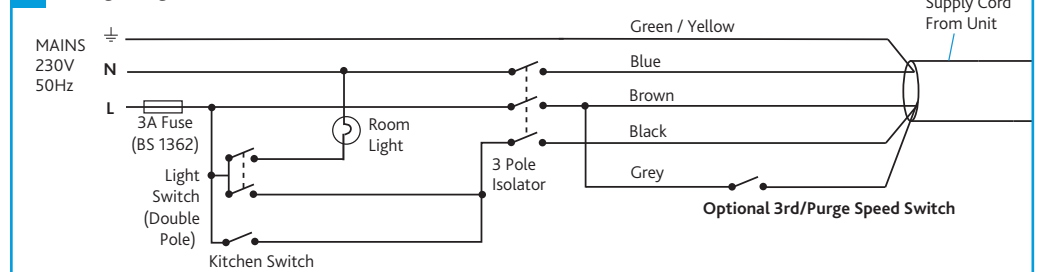 Supply Cord
From Unit
Green / Yellow
MAINS
230V
50Hz
N
Blue
L
Brown
3A Fuse
(BS 1362)
Room
Light
Black
3 Pole
Isolator
Light
Switch
(Double
Pole)
Grey
Optional 3rd/Purge Speed Switch
Kitchen Switch